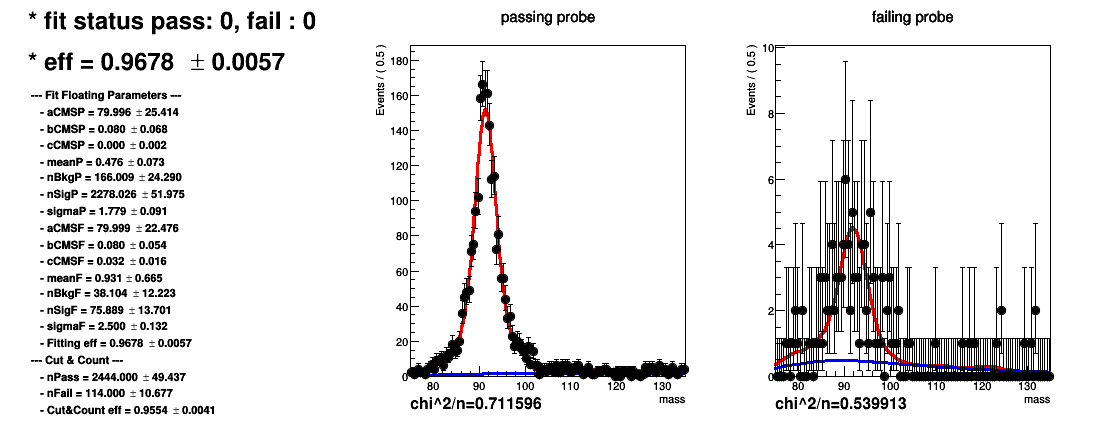 * fit status pass: 0, fail : 0
* eff = 0.9678 ± 0.0057
--- Fit Floating Parameters ---
- aCMSP = 79.996 ± 25.414
- bCMSP = 0.080 ± 0.068
- cCMSP = 0.000 ± 0.002
- meanP = 0.476 ± 0.073
- nBkgP = 166.009 ± 24.290
- nSigP = 2278.026 ± 51.975
- sigmaP = 1.779 ± 0.091
- aCMSF = 79.999 ± 22.476
- bCMSF = 0.080 ± 0.054
- cCMSF = 0.032 ± 0.016
- meanF = 0.931 ± 0.665
- nBkgF = 38.104 ± 12.223
- nSigF = 75.889 ± 13.701
- sigmaF = 2.500 ± 0.132
- Fitting eff = 0.9678 ± 0.0057
--- Cut & Count ---
- nPass = 2444.000 ± 49.437
- nFail = 114.000 ± 10.677
- Cut&Count eff = 0.9554 ± 0.0041
passing probe
Events / ( 0.5 )
180
160
140
120
100
80
60
40
20
0
80 90 100 110 120 130
mass
chi^2/n=0.711596
failing probe
Events / ( 0.5 )
10
8
6
4
2
0
80 90 100 110 120 130
mass
chi^2/n=0.539913